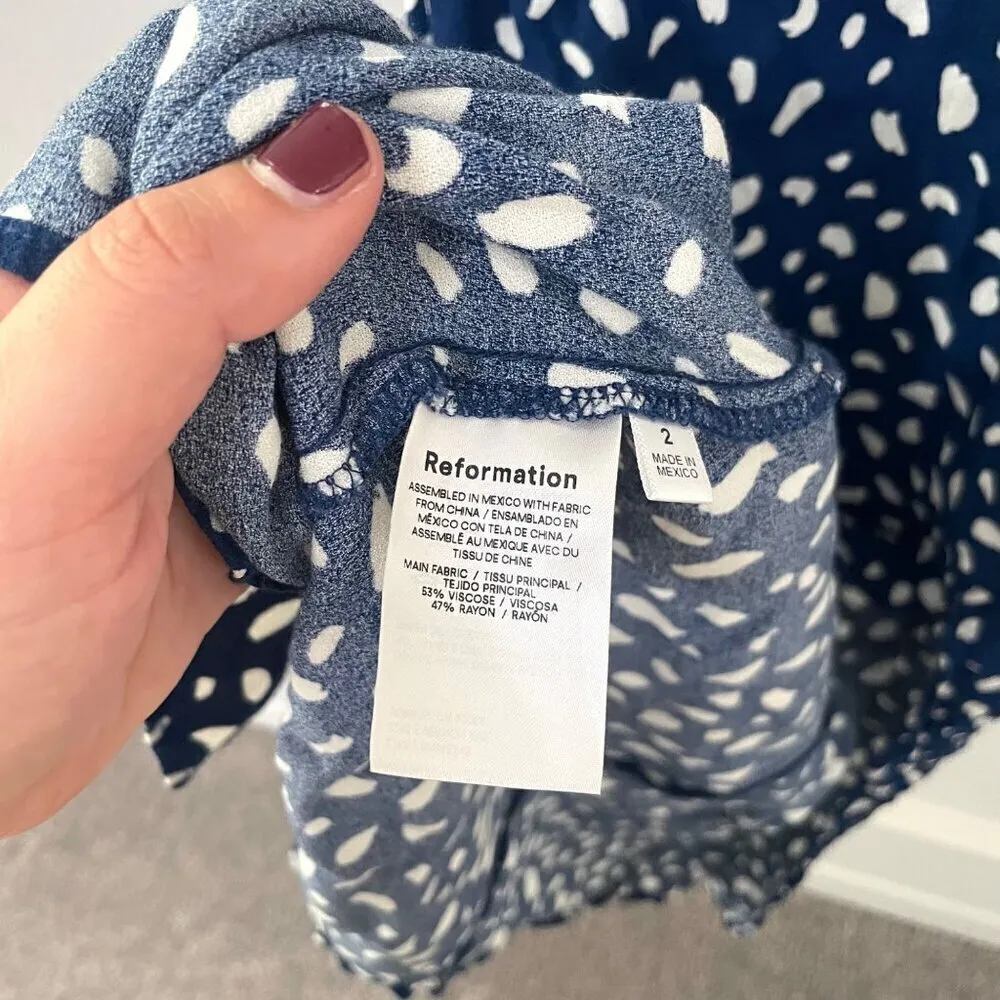 Reformation
ASSEMBLED IN MEXICO WITH FABRIC
FROM CHINA / ENSAMBLADO EN
MÉXICO CON TELA DE CHINA /
ASSEMBLÉ AU MEXIQUE AVEC DU
TISSU DE CHINE
MAIN FABRIC / TISSU PRINCIPAL /
TEJIDO PRINCIPAL
53% VISCOSE / VISCOSA
47% RAYON / RAYÓN
2
MADE IN
MEXICO